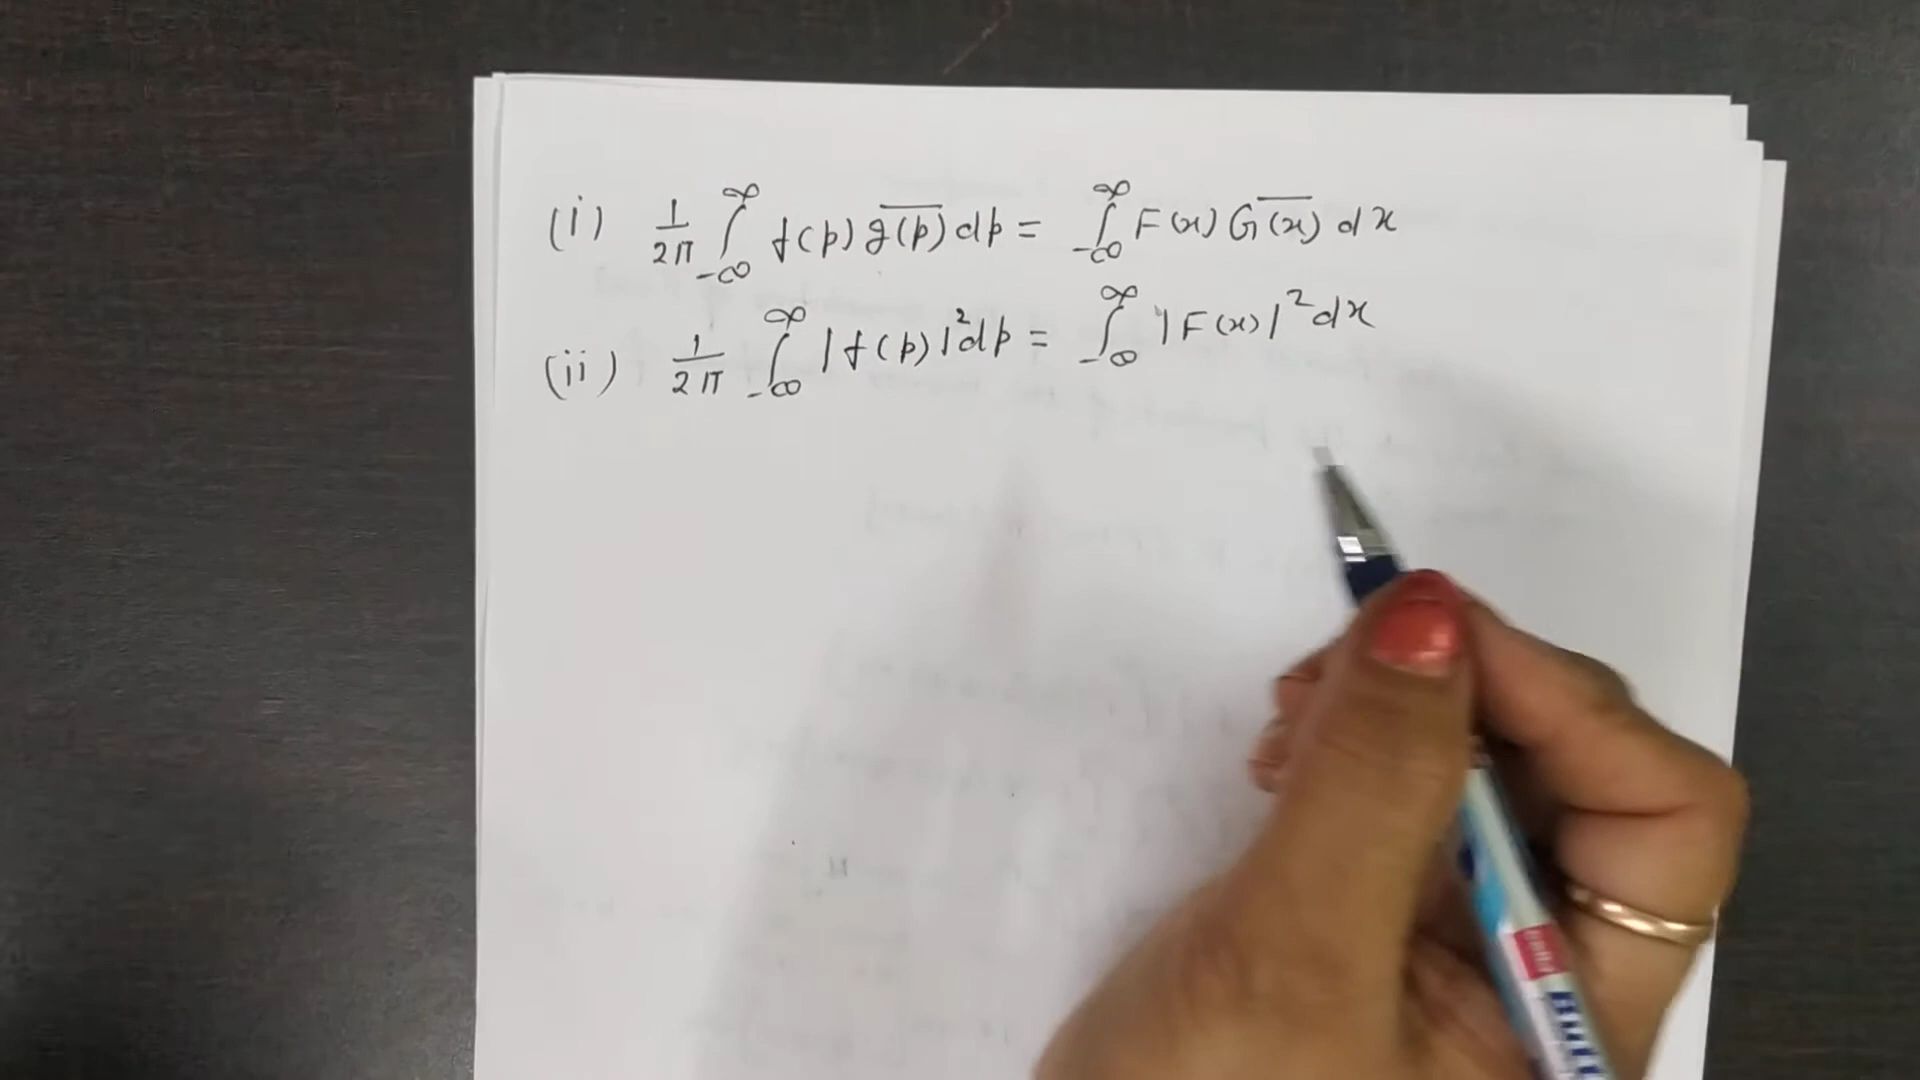 (i) 1/2π ∫_{-∞}^{∞} f(p) \overline{g(p)} dp = ∫_{-∞}^{∞} F(x) \overline{G(x)} dx
(ii) 1/2π ∫_{-∞}^{∞} |f(p)|² dp = ∫_{-∞}^{∞} |F(x)|² dx